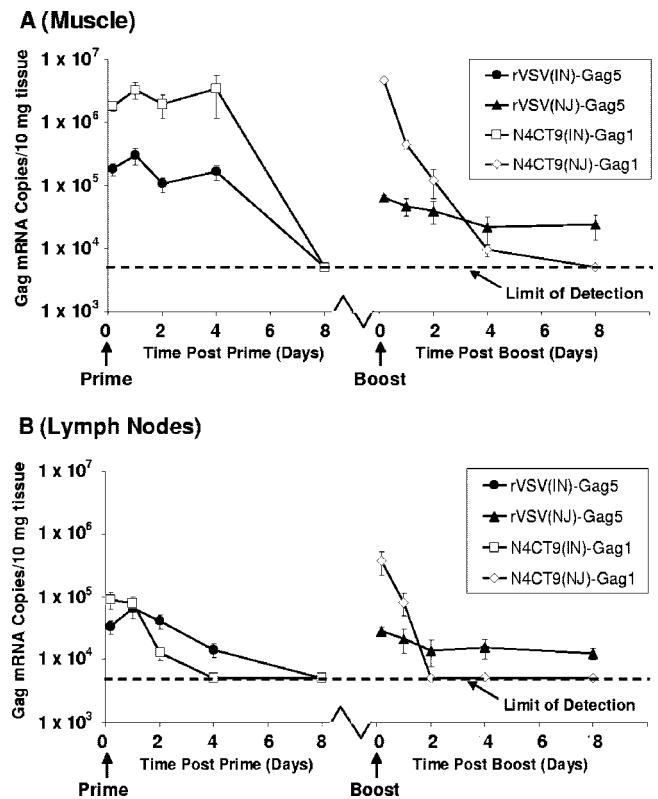 A (Muscle)
Gag mRNA Copies/10 mg tissue
1 x 10⁷
1 x 10⁶
1 x 10⁵
1 x 10⁴
1 x 10³
rVSV(IN)-Gag5
rVSV(NJ)-Gag5
N4CT9(IN)-Gag1
N4CT9(NJ)-Gag1
Limit of Detection
0 2 4 6 8 0 2 4 6 8
Time Post Prime (Days) Time Post Boost (Days)
Prime Boost
B (Lymph Nodes)
Gag mRNA Copies/10 mg tissue
1 x 10⁷
1 x 10⁶
1 x 10⁵
1 x 10⁴
1 x 10³
rVSV(IN)-Gag5
rVSV(NJ)-Gag5
N4CT9(IN)-Gag1
N4CT9(NJ)-Gag1
Limit of Detection
0 2 4 6 8 0 2 4 6 8
Time Post Prime (Days) Time Post Boost (Days)
Prime Boost